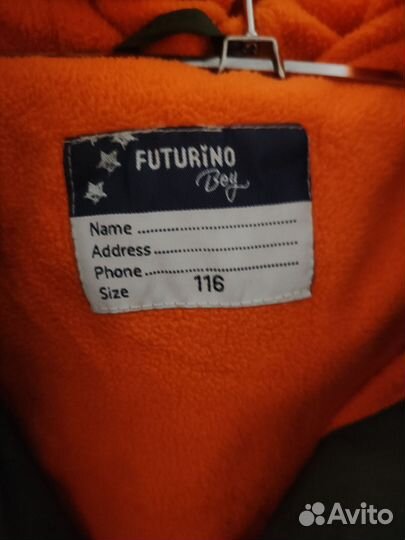 FUTURiNO
Boy
Name
Address
Phone
Size 116
Avito